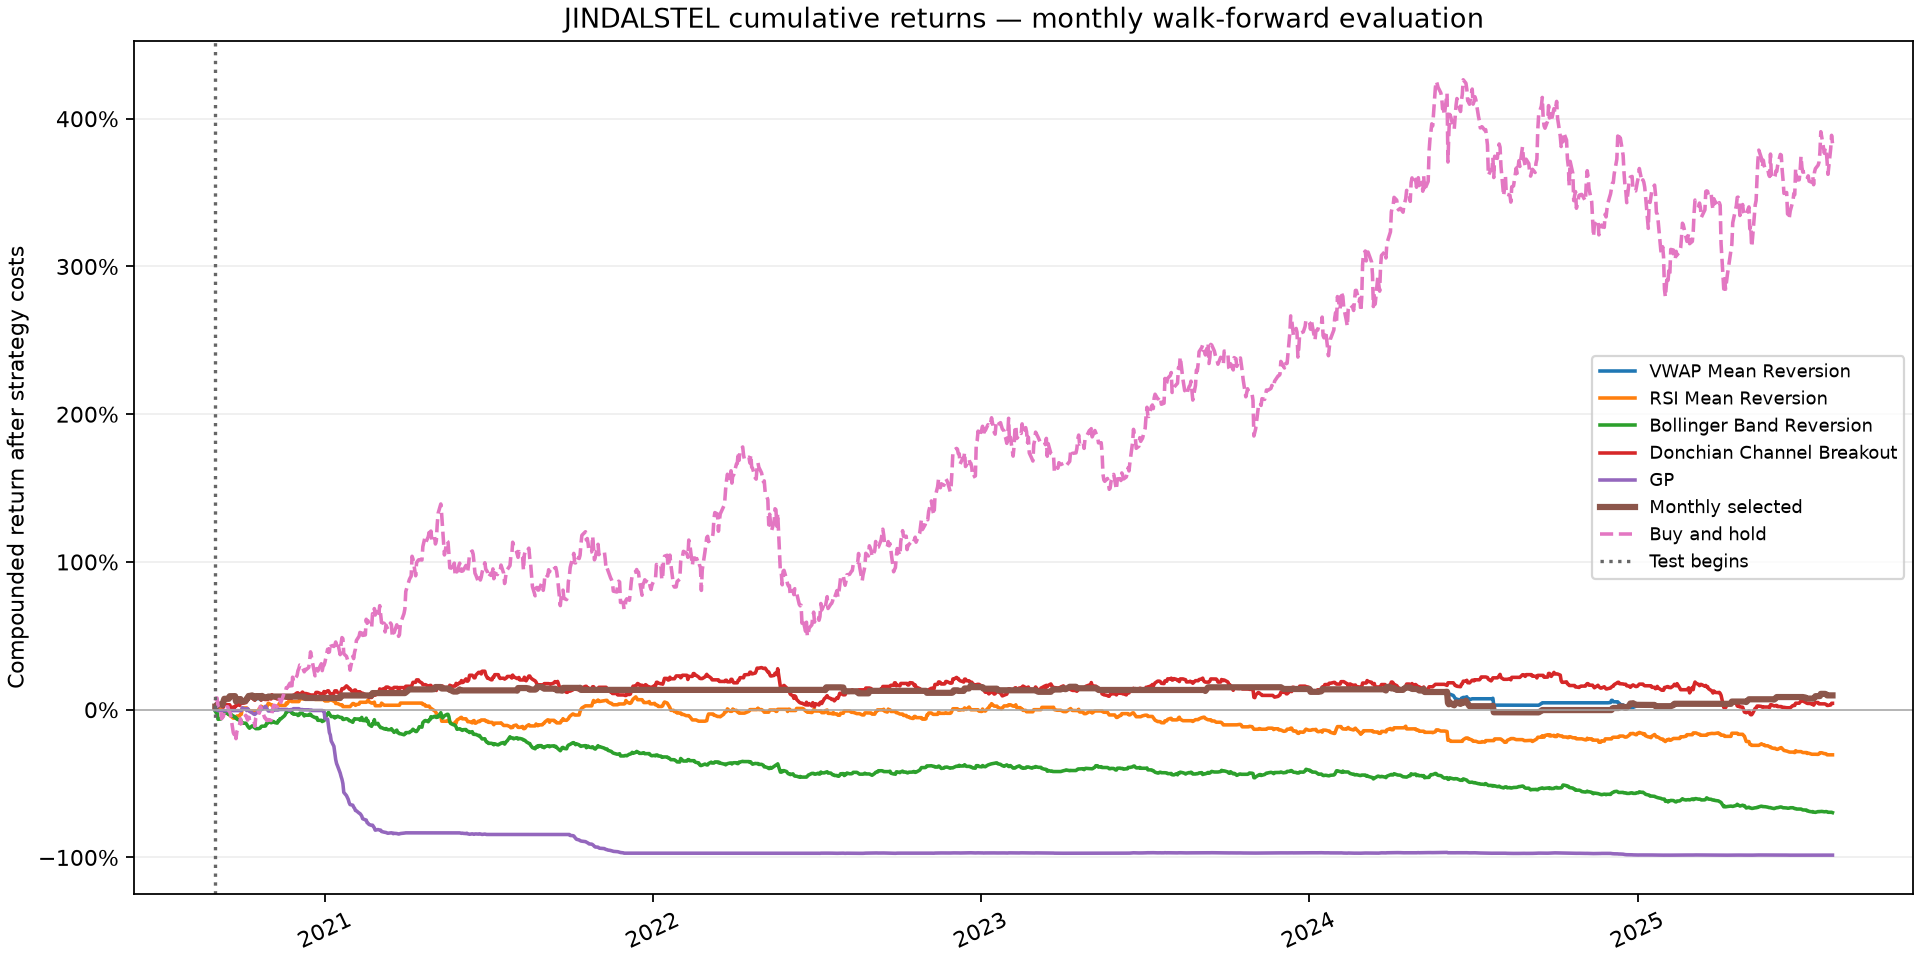 JINDALSTEL cumulative returns — monthly walk-forward evaluation
Compounded return after strategy costs
400%
300%
200%
100%
0%
−100%
VWAP Mean Reversion
RSI Mean Reversion
Bollinger Band Reversion
Donchian Channel Breakout
GP
Monthly selected
Buy and hold
Test begins
2021
2022
2023
2024
2025